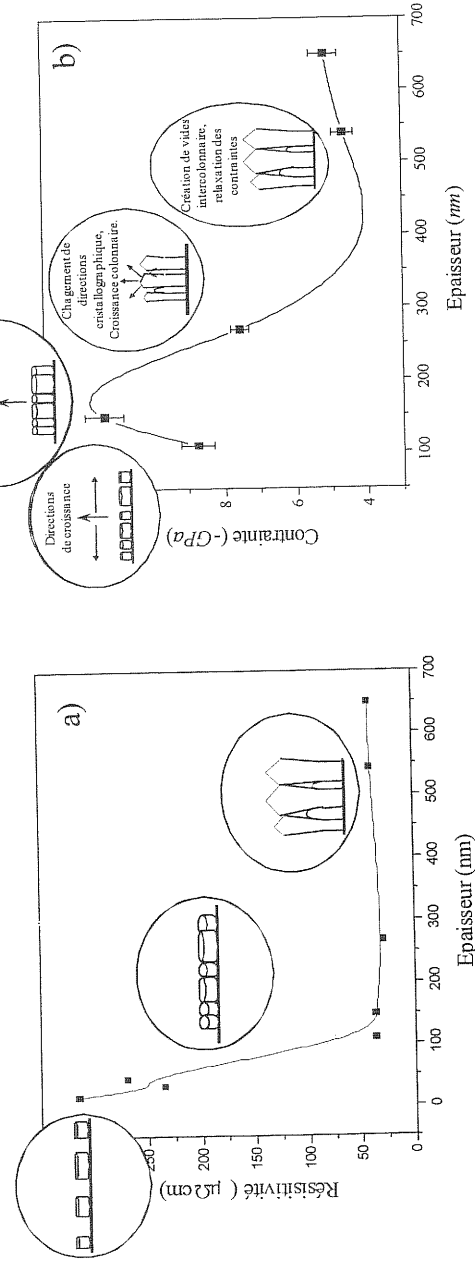 a)
Résisitivité ( μΩcm)
250
200
150
100
50
0
0
100
200
300
400
500
600
700
Epaisseur (nm)
b)
Directions
de croissance
Chagement de
directions
cristallographique,
Croissance colonnaire.
Création de vides
intercolonnaire,
relaxation des
contraintes
Contrainte (-GPa)
8
6
4
100
200
300
400
500
600
700
Epaisseur (nm)